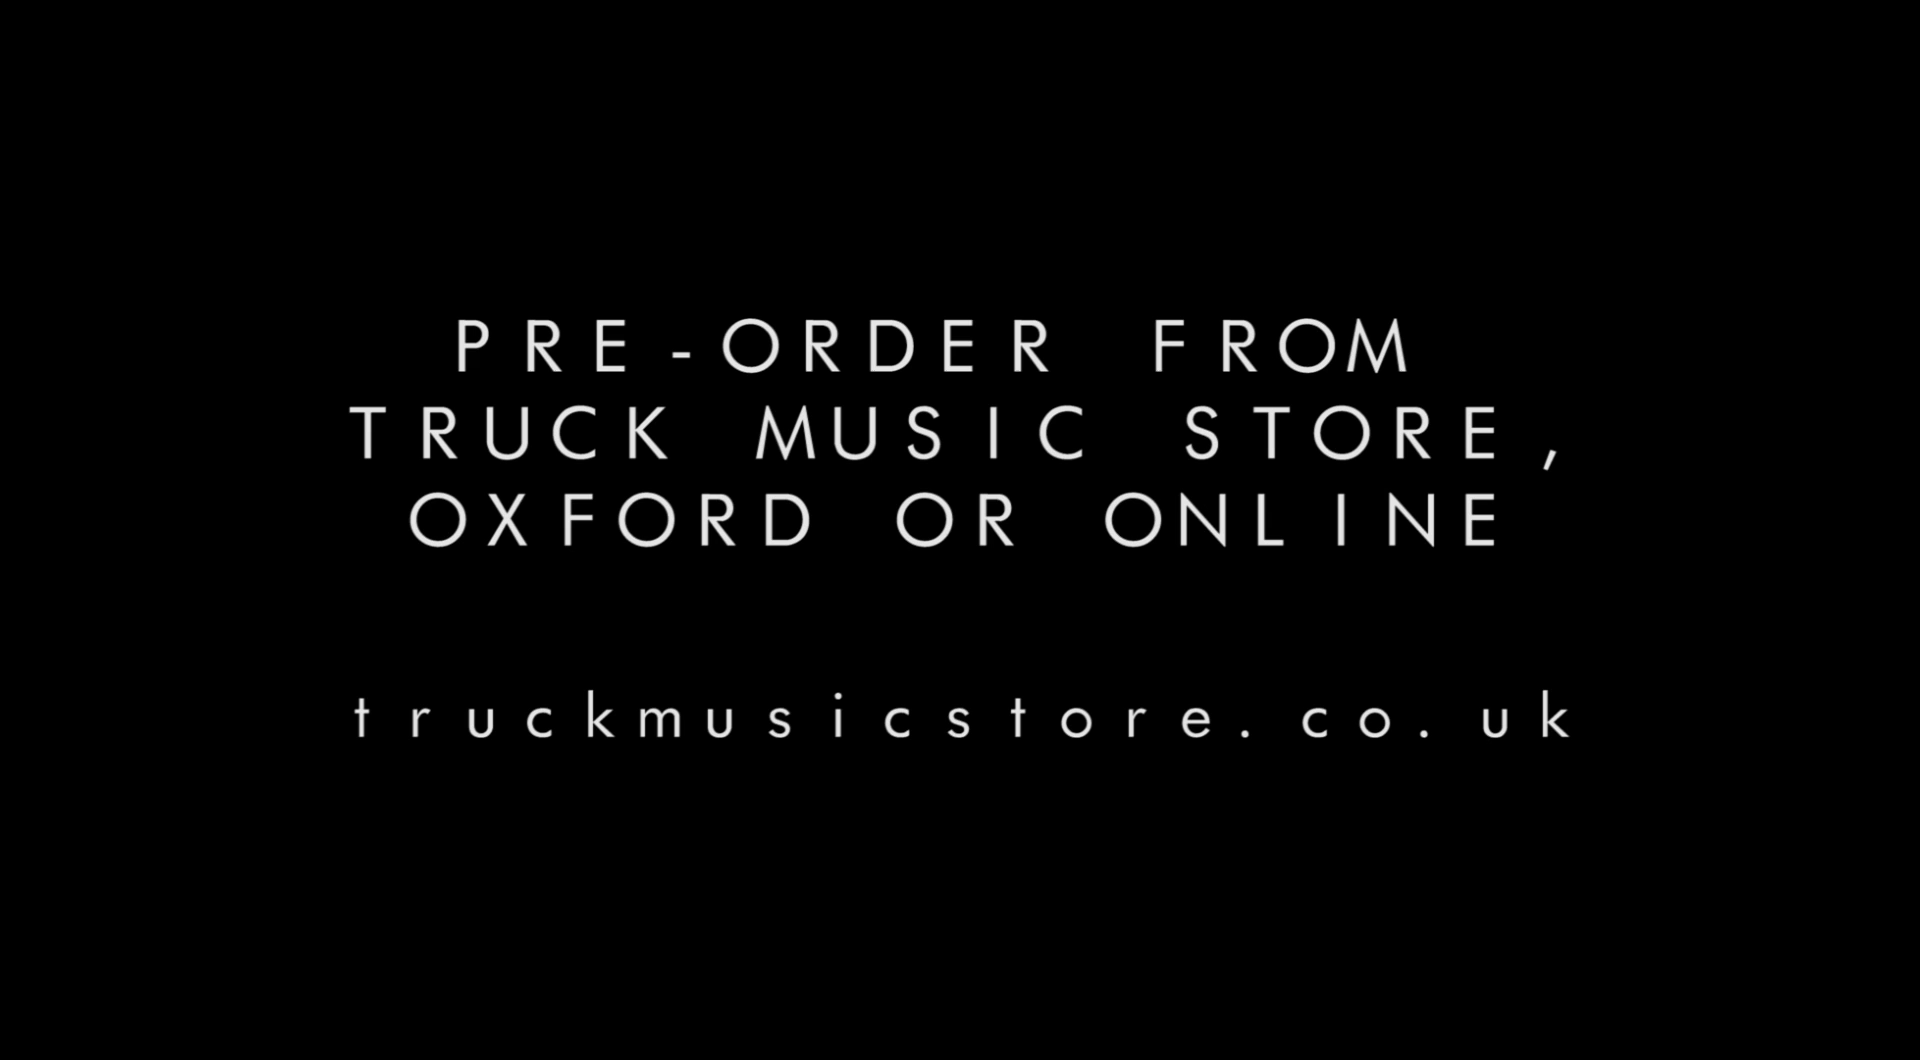 PRE-ORDER FROM
TRUCK MUSIC STORE,
OXFORD OR ONLINE
truckmusicstore.co.uk